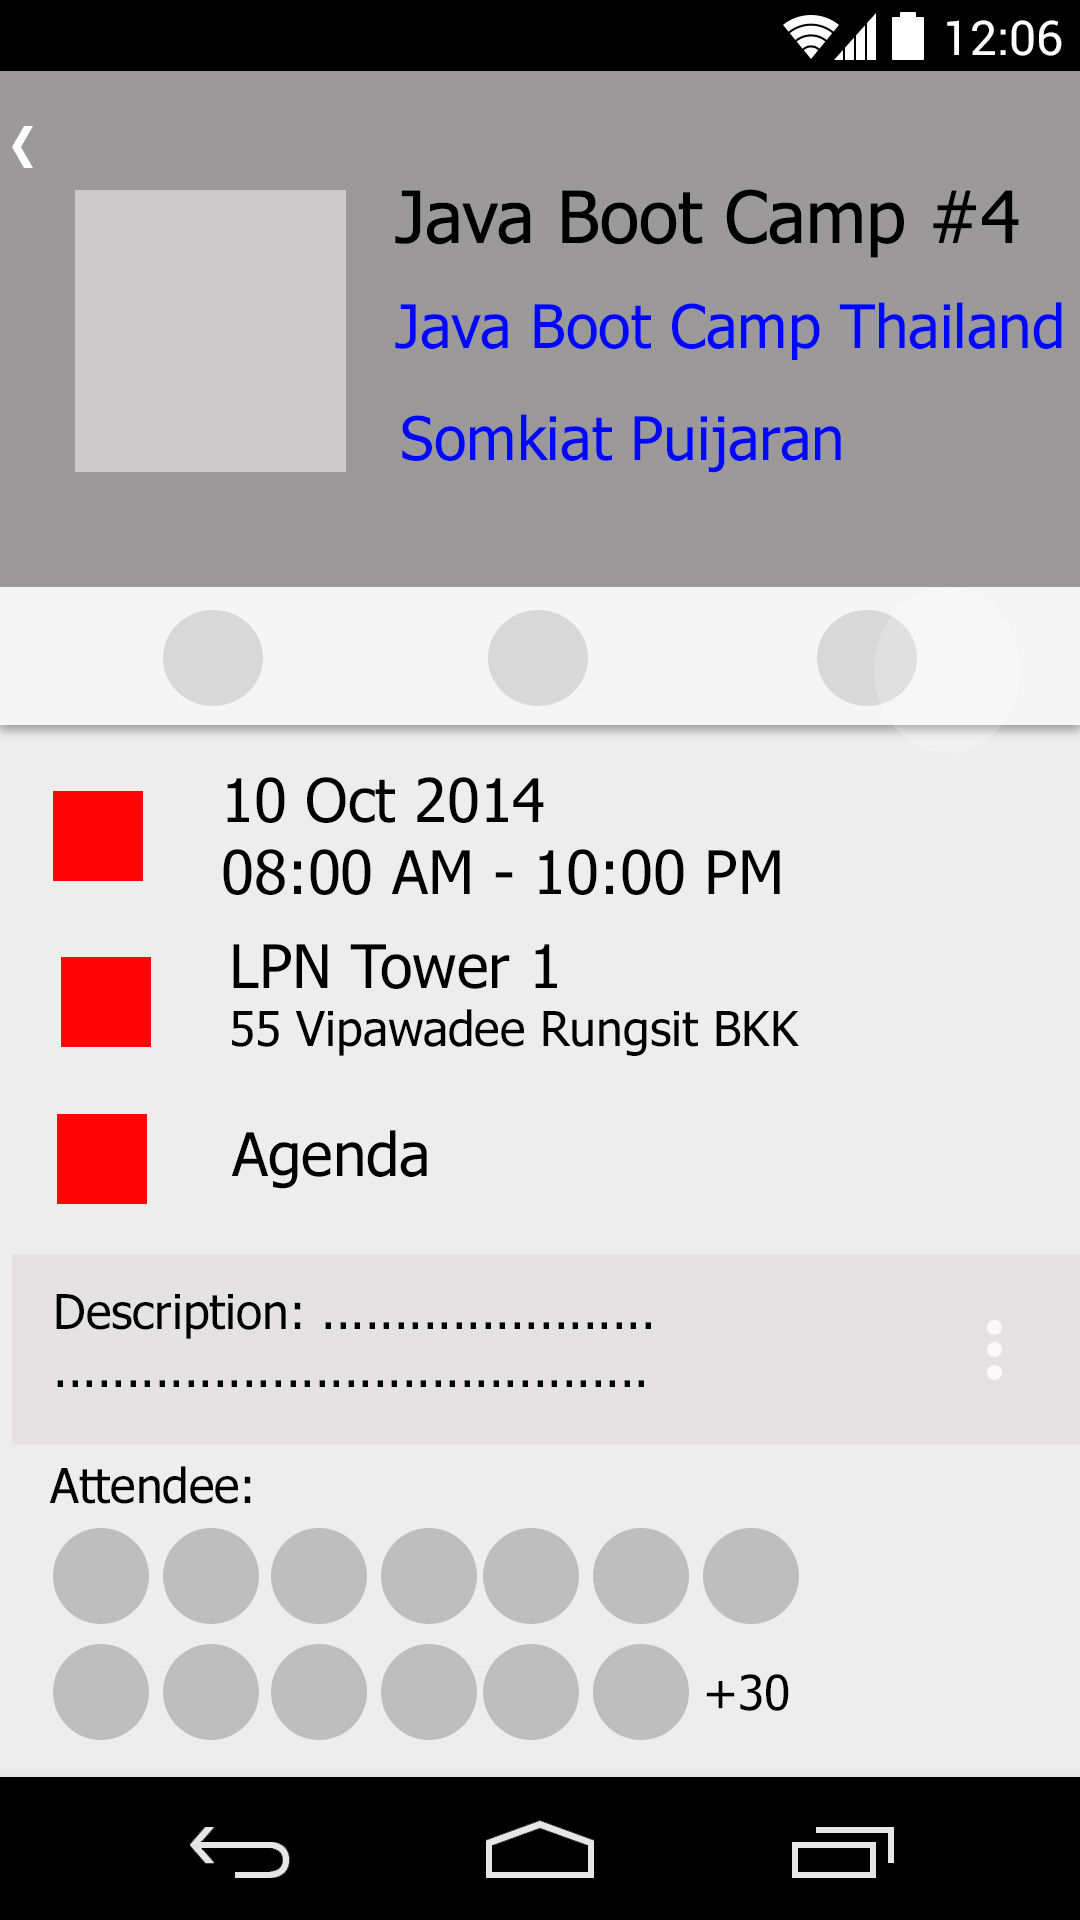 12:06
Java Boot Camp #4
Java Boot Camp Thailand
Somkiat Puijaran
10 Oct 2014
08:00 AM - 10:00 PM
LPN Tower 1
55 Vipawadee Rungsit BKK
Agenda
Description: .......................
.........................................
Attendee:
+30